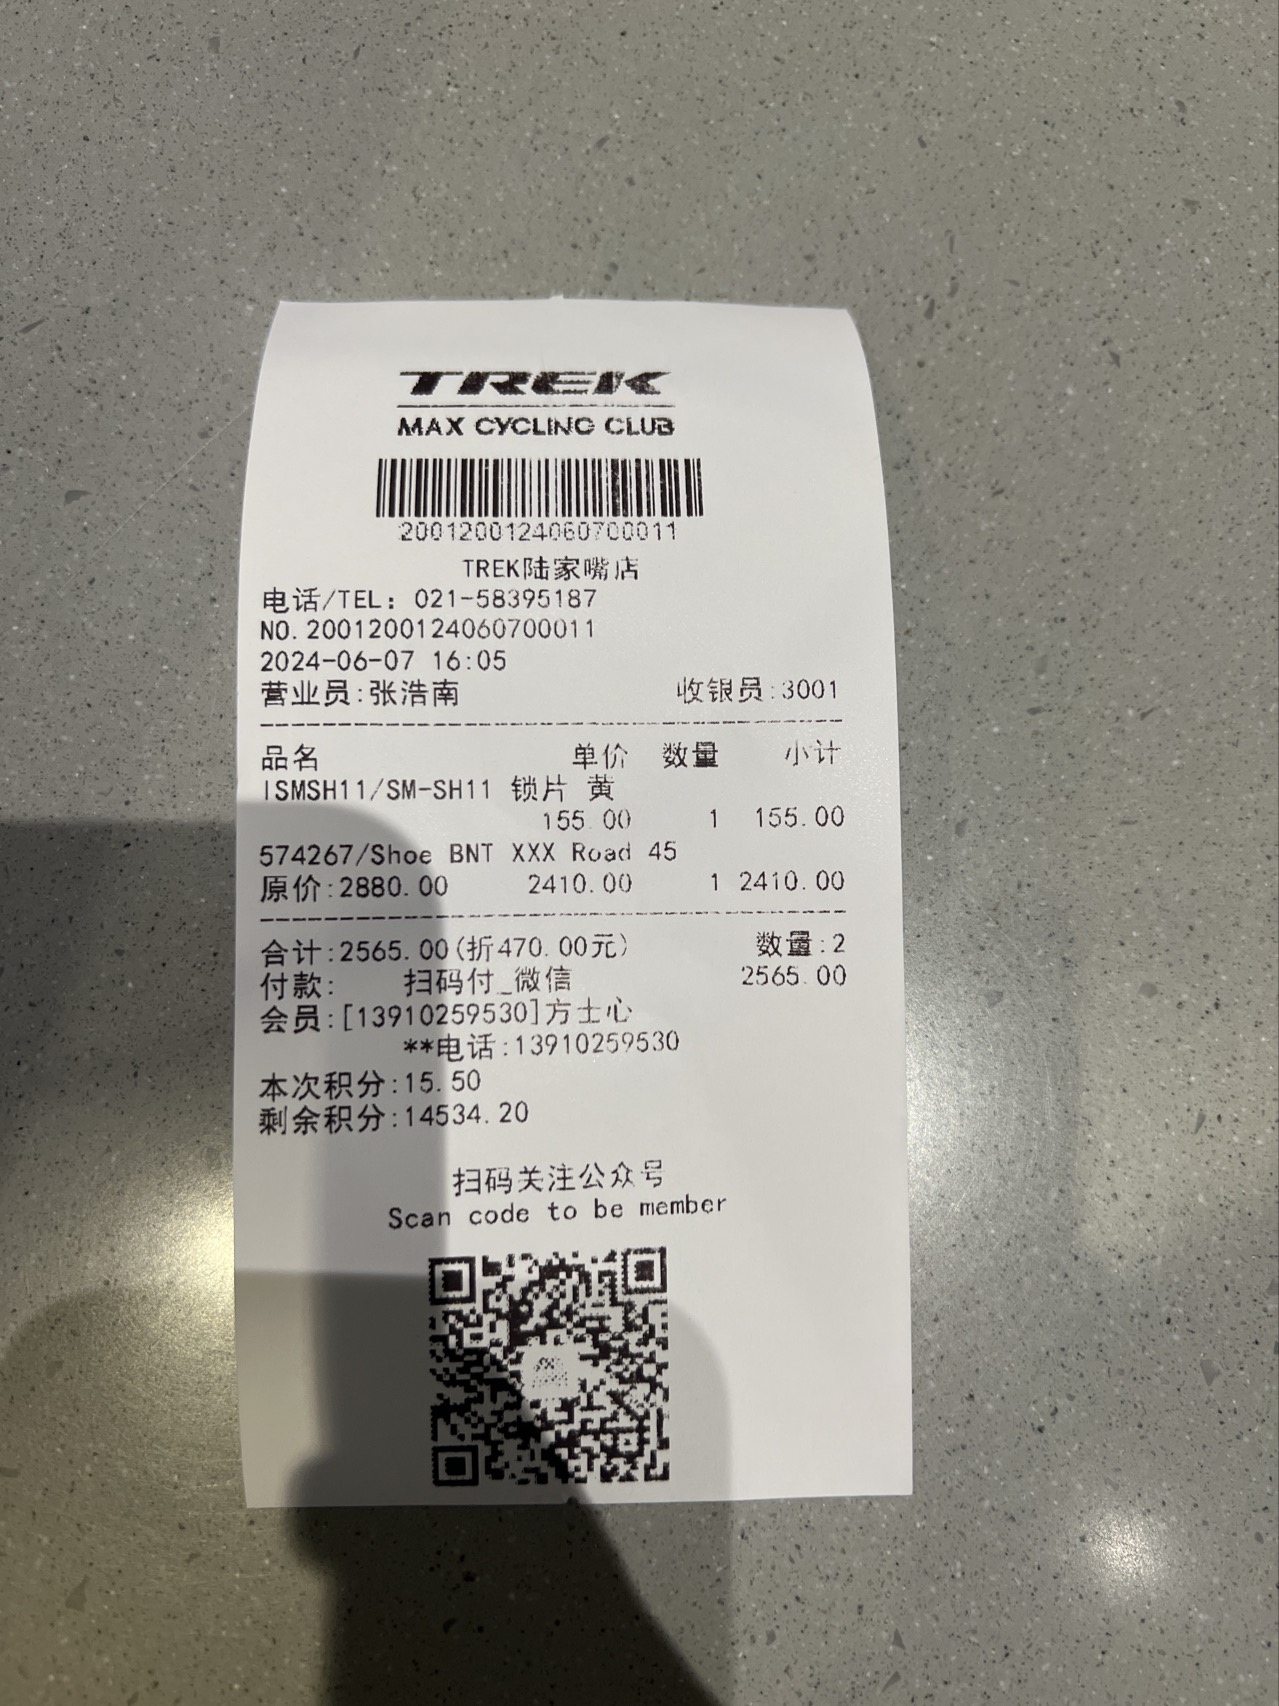 TREK
MAX CYCLING CLUB
2001200124060700011
TREK陆家嘴店
电话/TEL: 021-58395187
NO.2001200124060700011
2024-06-07 16:05
营业员:张浩南 收银员:3001
品名 单价 数量 小计
ISMSH11/SM-SH11 锁片 黄
155.00 1 155.00
574267/Shoe BNT XXX Road 45
原价:2880.00 2410.00 1 2410.00
合计:2565.00(折470.00元) 数量:2
付款: 扫码付_微信 2565.00
会员:[13910259530]方士心
**电话:13910259530
本次积分:15.50
剩余积分:14534.20
扫码关注公众号
Scan code to be member